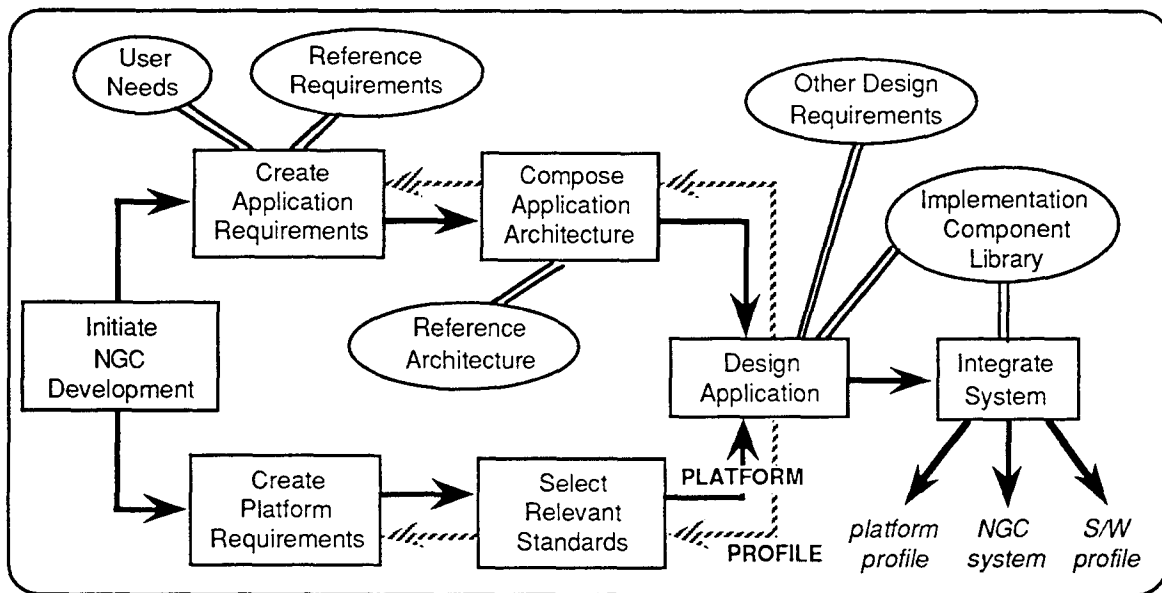 User
Needs
Reference
Requirements
Other Design
Requirements
Create
Application
Requirements
Compose
Application
Architecture
Implementation
Component
Library
Initiate
NGC
Development
Reference
Architecture
Design
Application
Integrate
System
Create
Platform
Requirements
Select
Relevant
Standards
PLATFORM
PROFILE
platform
profile
NGC
system
S/W
profile